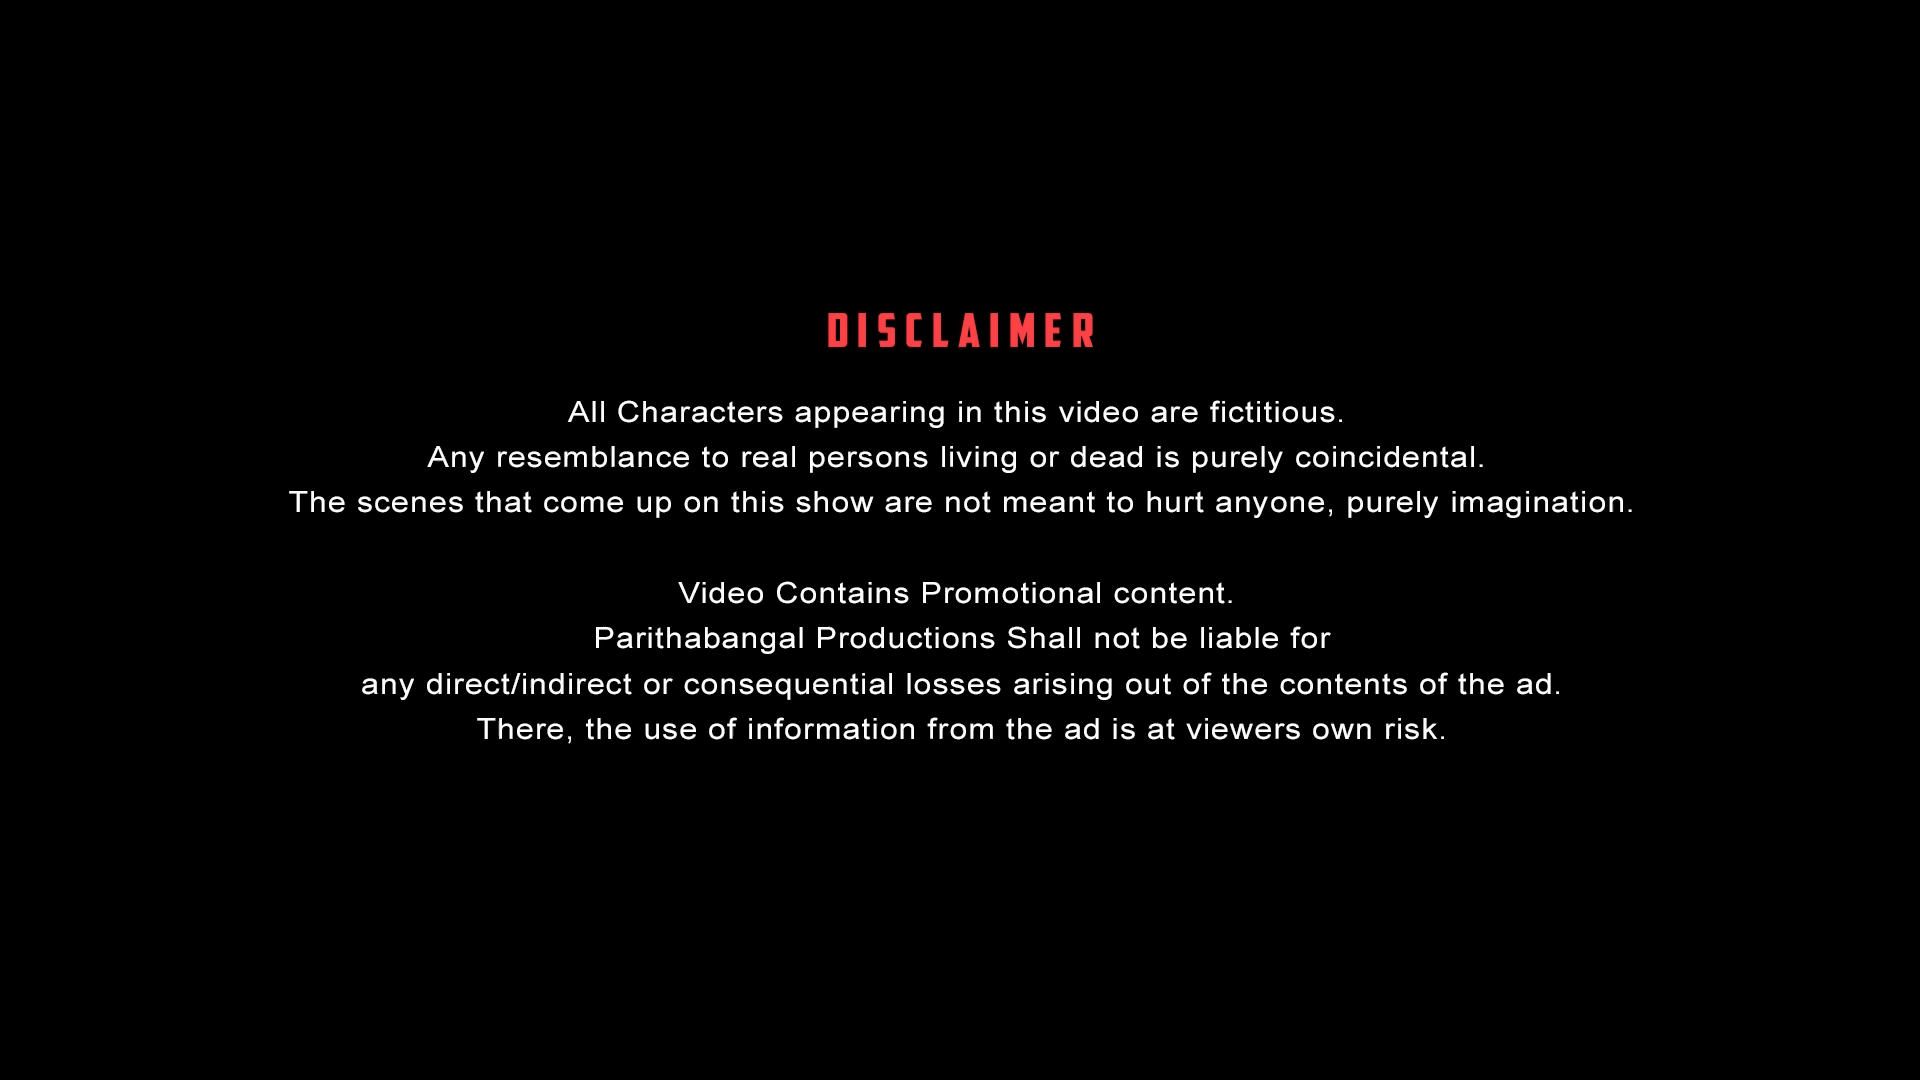 DISCLAIMER
All Characters appearing in this video are fictitious.
Any resemblance to real persons living or dead is purely coincidental.
The scenes that come up on this show are not meant to hurt anyone, purely imagination.
Video Contains Promotional content.
Parithabangal Productions Shall not be liable for
any direct/indirect or consequential losses arising out of the contents of the ad.
There, the use of information from the ad is at viewers own risk.